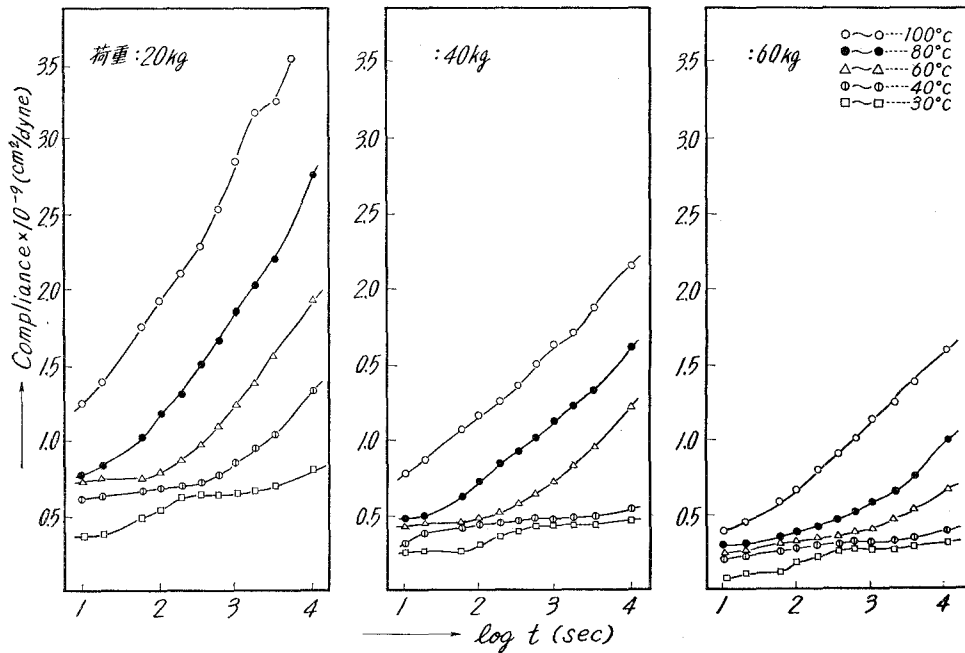 荷重:20kg
:40kg
:60kg
○~○----100°c
●~●----80°c
△~△----60°c
⦶~⦶----40°c
□~□----30°c
Compliance×10⁻⁹(cm²/dyne)
3.5
3.0
2.5
2.0
1.5
1.0
0.5
3.5
3.0
2.5
2.0
0.5
1.0
0.5
3.5
3.0
2.5
2.0
1.5
1.0
0.5
1 2 3 4
1 2 3 4
1 2 3 4
log t (sec)